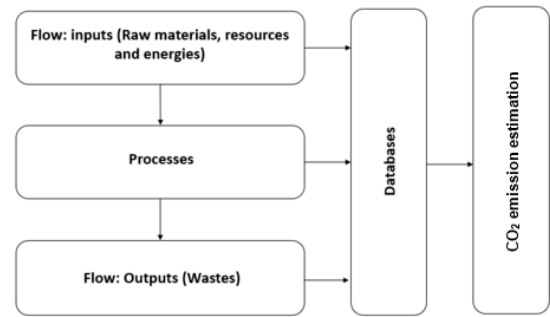 Flow: inputs (Raw materials, resources
and energies)
Processes
Flow: Outputs (Wastes)
Databases
CO₂ emission estimation